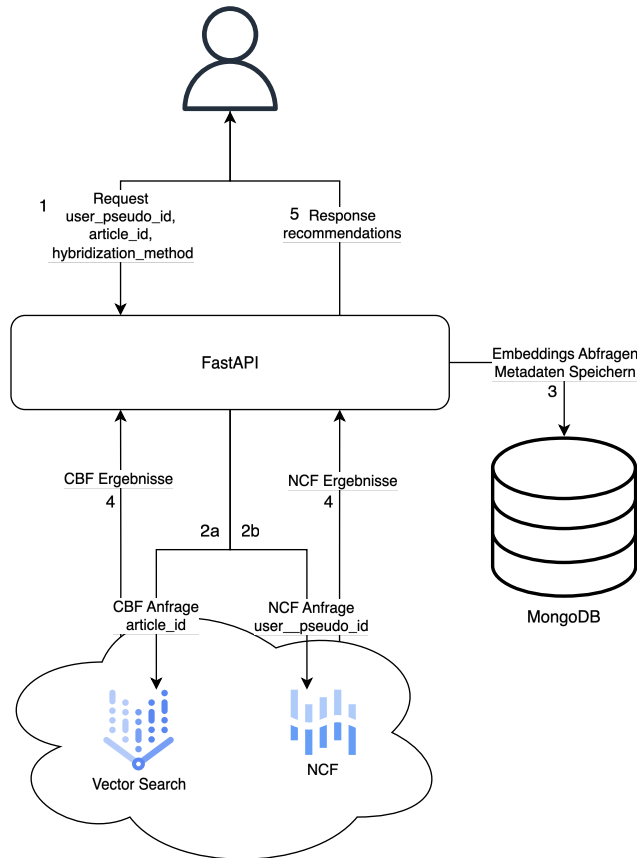 1
Request
user_pseudo_id,
article_id,
hybridization_method
5
Response
recommendations
FastAPI
Embeddings Abfragen
Metadaten Speichern
3
CBF Ergebnisse
4
NCF Ergebnisse
4
2a
2b
CBF Anfrage
article_id
NCF Anfrage
user__pseudo_id
MongoDB
Vector Search
NCF